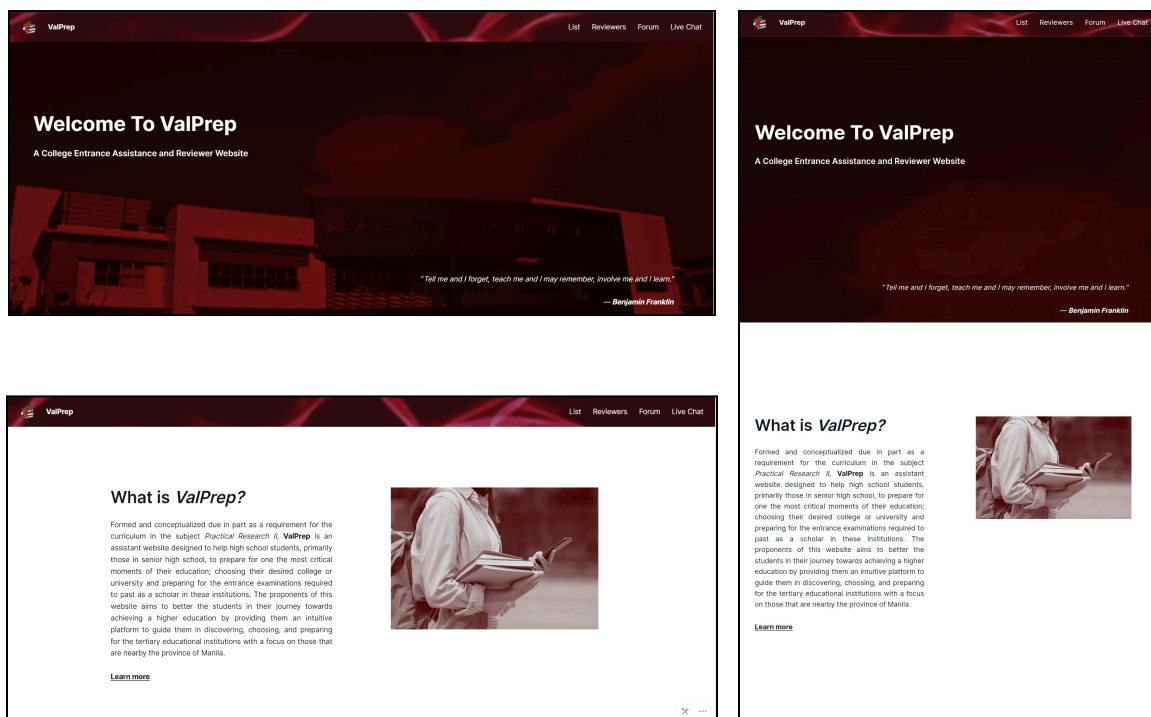 ValPrep
List Reviewers Forum Live Chat
Welcome To ValPrep
A College Entrance Assistance and Reviewer Website
"Tell me and I forget, teach me and I may remember, involve me and I learn."
— Benjamin Franklin
ValPrep
List Reviewers Forum Live Chat
What is ValPrep?
Formed and conceptualized due in part as a requirement for the
curriculum in the subject Practical Research II, ValPrep is an
assistant website designed to help high school students, primarily
those in senior high school, to prepare for one the most critical
moments of their education; choosing their desired college or
university and preparing for the entrance examinations required
to past as a scholar in these institutions. The proponents of this
website aims to better the students in their journey towards
achieving a higher education by providing them an intuitive
platform to guide them in discovering, choosing, and preparing
for the tertiary educational institutions with a focus on those that
are nearby the province of Manila.
Learn more
ValPrep
List Reviewers Forum Live Chat
Welcome To ValPrep
A College Entrance Assistance and Reviewer Website
"Tell me and I forget, teach me and I may remember, involve me and I learn."
— Benjamin Franklin
What is ValPrep?
Formed and conceptualized due in part as a
requirement for the curriculum in the subject
Practical Research II, ValPrep is an assistant
website designed to help high school students,
primarily those in senior high school, to prepare for
one the most critical moments of their education;
choosing their desired college or university and
preparing for the entrance examinations required to
past as a scholar in these institutions. The
proponents of this website aims to better the
students in their journey towards achieving a higher
education by providing them an intuitive platform to
guide them in discovering, choosing, and preparing
for the tertiary educational institutions with a focus
on those that are nearby the province of Manila.
Learn more